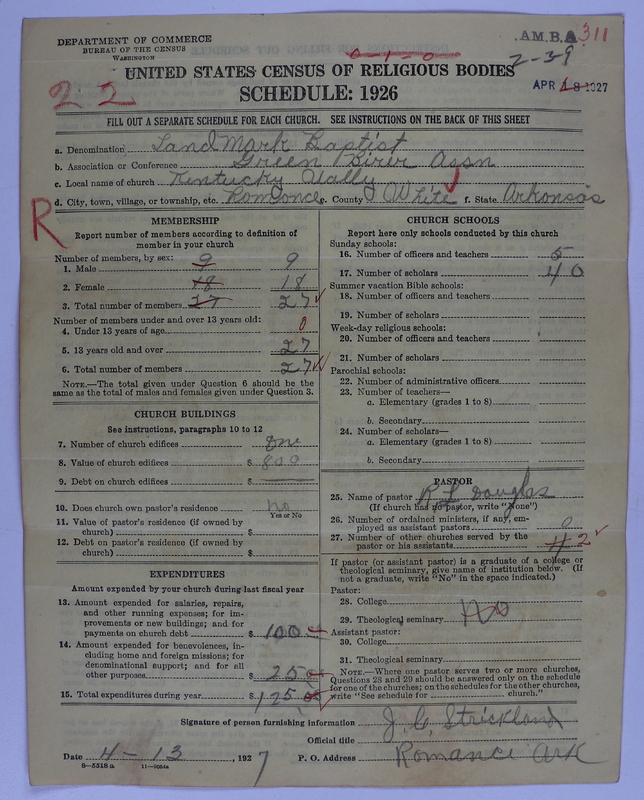 DEPARTMENT OF COMMERCE
BUREAU OF THE CENSUS
WASHINGTON
A.M.B.A 311
0-1-0
2-39
UNITED STATES CENSUS OF RELIGIOUS BODIES
APR 18 1927
22
SCHEDULE: 1926
FILL OUT A SEPARATE SCHEDULE FOR EACH CHURCH. SEE INSTRUCTIONS ON THE BACK OF THIS SHEET
a. Denomination Land Mark Baptist
b. Association or Conference Green River Assn
c. Local name of church Kentucky Vally
d. City, town, village, or township, etc. Romonce e. County White f. State Arkansas
R
MEMBERSHIP
Report number of members according to definition of
member in your church
Number of members, by sex:
1. Male 9 9
2. Female 18 18
3. Total number of members 27 27
Number of members under and over 13 years old:
4. Under 13 years of age 0
5. 13 years old and over 27
6. Total number of members 27
NOTE.—The total given under Question 6 should be the
same as the total of males and females given under Question 3.
CHURCH BUILDINGS
See instructions, paragraphs 10 to 12
7. Number of church edifices one
8. Value of church edifices $ 800
9. Debt on church edifices $
10. Does church own pastor's residence no
Yes or No
11. Value of pastor's residence (if owned by
church) $
12. Debt on pastor's residence (if owned by
church) $
EXPENDITURES
Amount expended by your church during last fiscal year
13. Amount expended for salaries, repairs,
and other running expenses; for im-
provements or new buildings; and for
payments on church debt $ 100
14. Amount expended for benevolences, in-
cluding home and foreign missions; for
denominational support; and for all
other purposes $ 25
15. Total expenditures during year $ 125
CHURCH SCHOOLS
Report here only schools conducted by this church
Sunday schools:
16. Number of officers and teachers 5
17. Number of scholars 40
Summer vacation Bible schools:
18. Number of officers and teachers
19. Number of scholars
Week-day religious schools:
20. Number of officers and teachers
21. Number of scholars
Parochial schools:
22. Number of administrative officers
23. Number of teachers—
a. Elementary (grades 1 to 8)
b. Secondary
24. Number of scholars—
a. Elementary (grades 1 to 8)
b. Secondary
PASTOR
25. Name of pastor R L Douglas
(If church has no pastor, write "None")
26. Number of ordained ministers, if any, em-
ployed as assistant pastors 0
27. Number of other churches served by the
pastor or his assistants 4 2
If pastor (or assistant pastor) is a graduate of a college or
theological seminary, give name of institution below. (If
not a graduate, write "No" in the space indicated.)
Pastor:
28. College
29. Theological seminary No
Assistant pastor:
30. College
31. Theological seminary
NOTE.—Where one pastor serves two or more churches,
Questions 28 and 29 should be answered only on the schedule
for one of the churches; on the schedules for the other churches,
write "See schedule for church."
Signature of person furnishing information J. C. Strickland
Official title
Date 4-13, 1927 P. O. Address Romance Ark
8-5518a 11-9034a